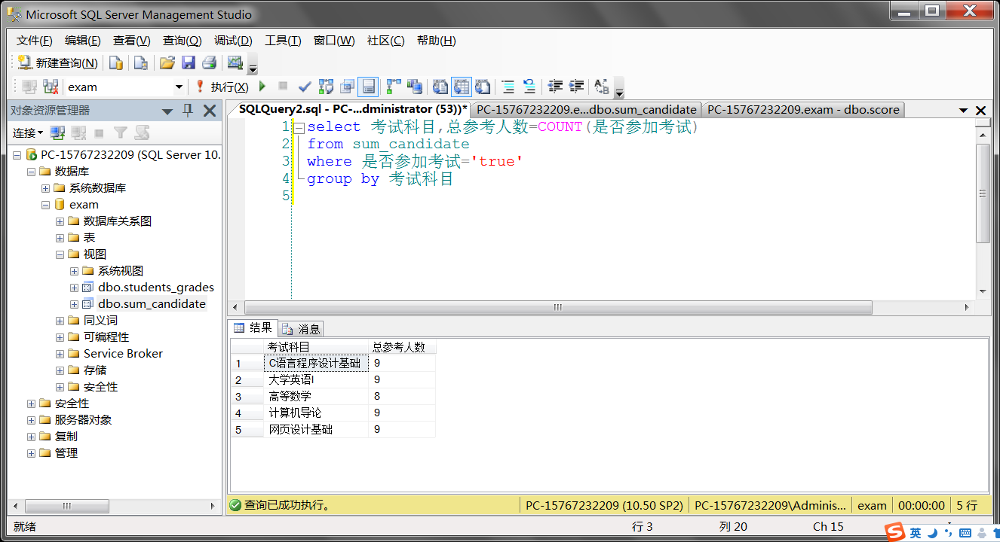 Microsoft SQL Server Management Studio
文件(F) 编辑(E) 查看(V) 查询(Q) 调试(D) 工具(T) 窗口(W) 社区(C) 帮助(H)
新建查询(N)
exam 执行(X)
对象资源管理器
连接
PC-15767232209 (SQL Server 10.
数据库
系统数据库
exam
数据库关系图
表
视图
系统视图
dbo.students_grades
dbo.sum_candidate
同义词
可编程性
Service Broker
存储
安全性
安全性
服务器对象
复制
管理
SQLQuery2.sql - PC-...dministrator (53))* PC-15767232209.e...dbo.sum_candidate PC-15767232209.exam - dbo.score
1 select 考试科目,总参考人数=COUNT(是否参加考试)
2 from sum_candidate
3 where 是否参加考试='true'
4 group by 考试科目
5
结果 消息
考试科目 总参考人数
1 C语言程序设计基础 9
2 大学英语I 9
3 高等数学 8
4 计算机导论 9
5 网页设计基础 9
查询已成功执行。 PC-15767232209 (10.50 SP2) PC-15767232209\Adminis... exam 00:00:00 5 行
就绪 行 3 列 20 Ch 15
S 英